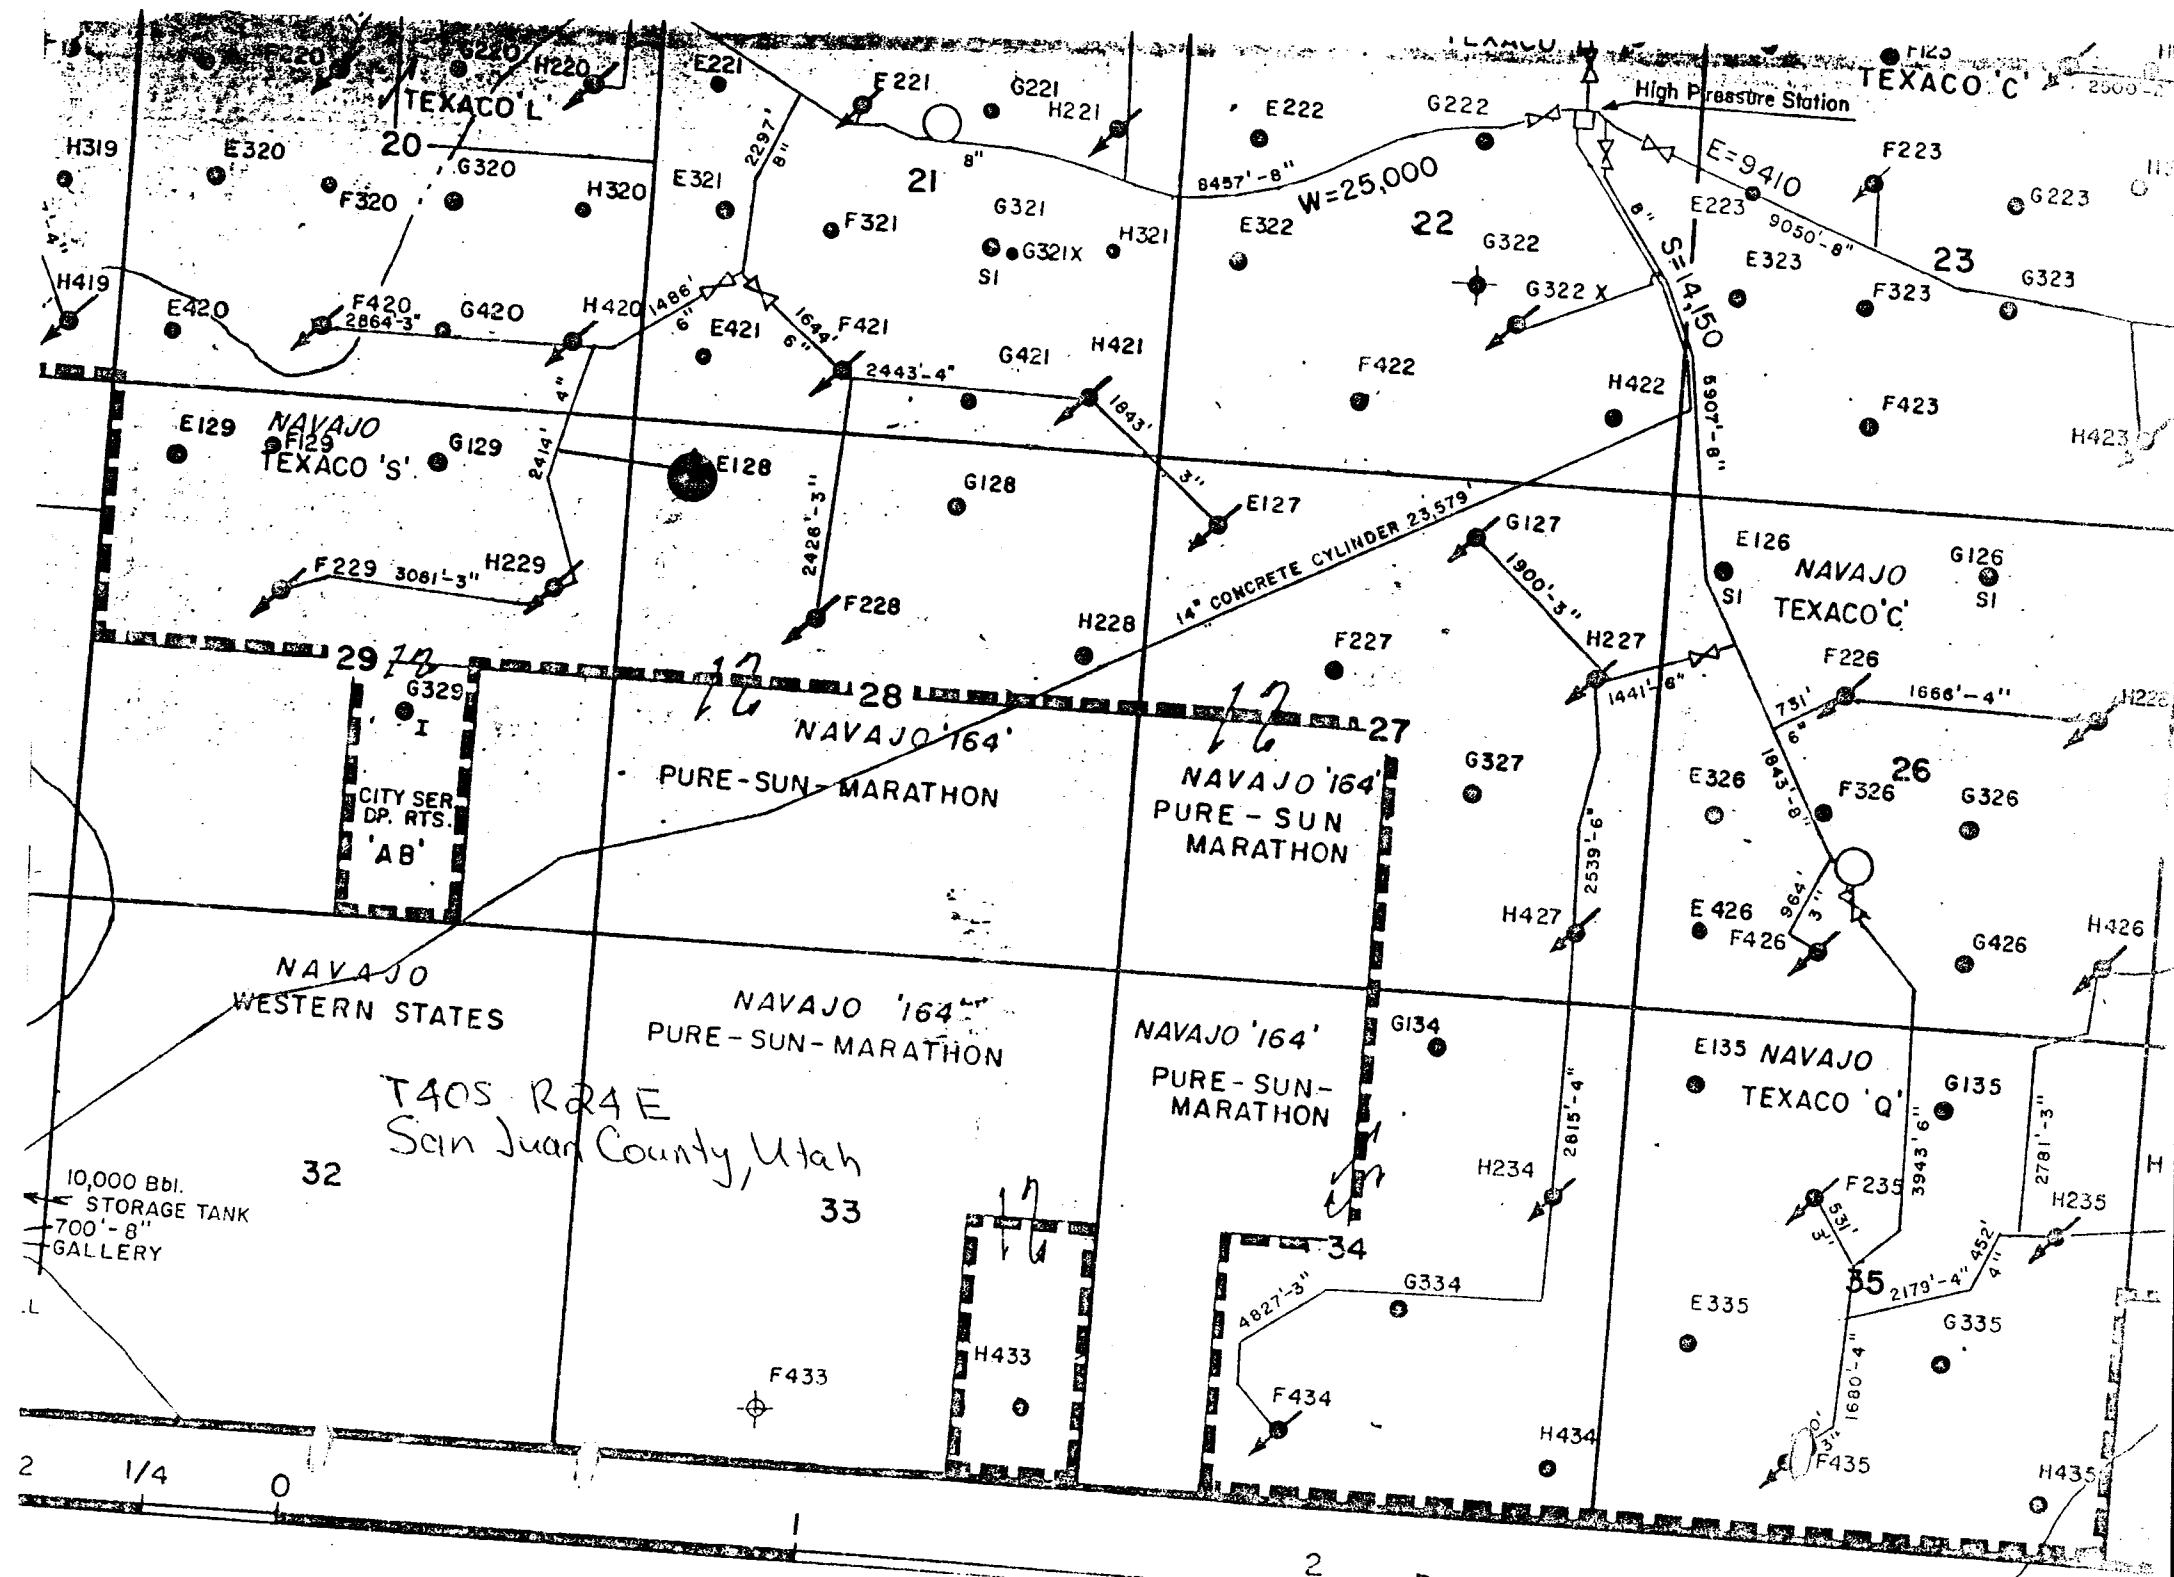 F220
G220
H220
TEXACO 'L'
E221
F221
G221
H221
E222
G222
High Pressure Station
F123
TEXACO 'C'
H319
E320
20
F320
G320
H320
E321
2297'
8"
8"
21
F321
G321
G321X
SI
H321
8457'-8"
W=25,000
E322
22
G322
G322 X
8"
S=14,150
E=9410
E223
9050'-8"
F223
G223
23
E323
F323
G323
H419
E420
F420
2864'-3"
G420
H420
1486'
6"
E421
1644'
6"
F421
2443'-4"
G421
H421
1843'
3"
F422
H422
5907'-8"
F423
H423
E129
NAVAJO
F129
TEXACO 'S'
G129
4"
2414'
E128
2428'-3"
G128
E127
14" CONCRETE CYLINDER 23,579'
G127
1900'-3"
E126
SI
NAVAJO
TEXACO 'C'
G126
SI
F229
3081'-3"
H229
F228
H228
F227
H227
1441'-6"
F226
731'
6"
1666'-4"
H226
29
G329
I
CITY SER.
DP. RTS.
'AB'
28
NAVAJO '164'
PURE-SUN-MARATHON
27
NAVAJO '164'
PURE-SUN
MARATHON
G327
2539'-6"
E326
1843'-8"
F326
26
G326
H427
E426
F426
964'
3"
G426
H426
NAVAJO
WESTERN STATES
NAVAJO '164'
PURE-SUN-MARATHON
NAVAJO '164'
PURE-SUN-
MARATHON
G134
2815'-4"
E135
NAVAJO
TEXACO 'Q'
G135
3943'6"
2781'-3"
T40S R24E
San Juan County, Utah
32
10,000 Bbl.
STORAGE TANK
700'-8"
GALLERY
33
H433
F433
34
4827'-3"
G334
H234
F434
H434
F235
531'
3"
35
2179'-4"
452'
4"
H235
H
E335
G335
1680'-4"
3"
F435
H435
2
1/4
0
1
2